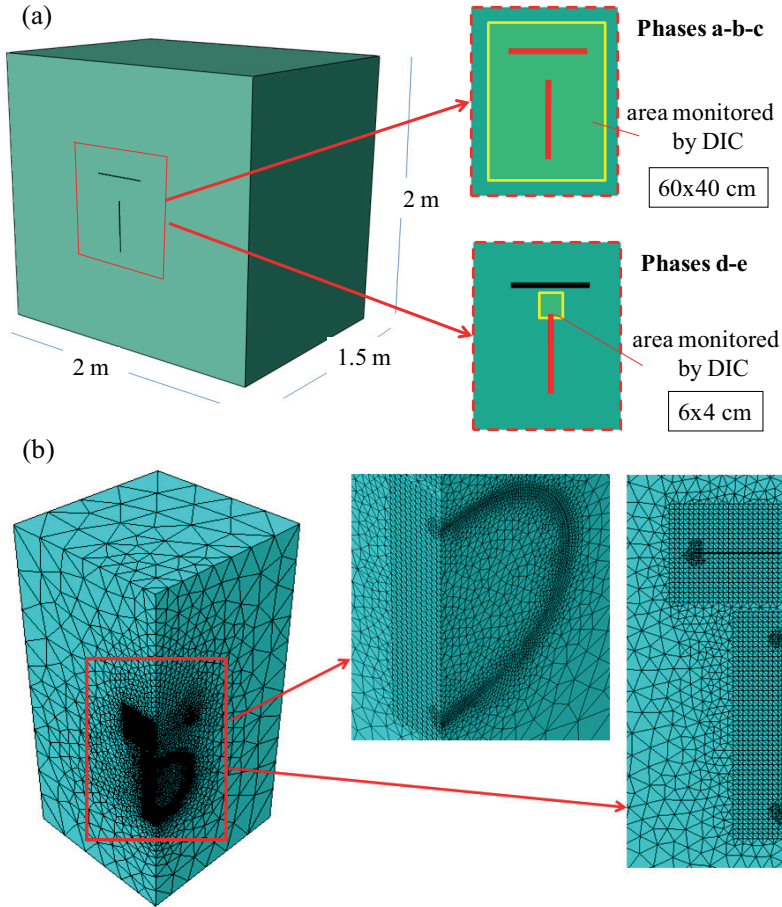 (a)
Phases a-b-c
area monitored
by DIC
60x40 cm
2 m
Phases d-e
area monitored
by DIC
6x4 cm
2 m
1.5 m
(b)